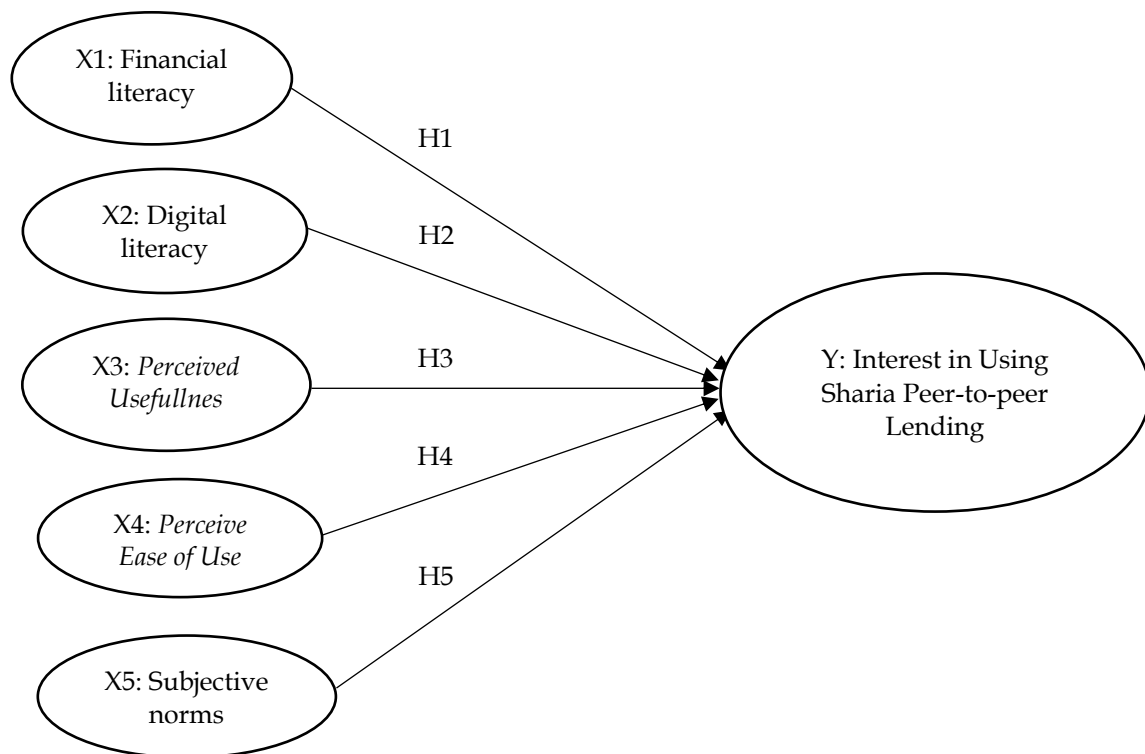 X1: Financial
literacy
H1
X2: Digital
literacy
H2
X3: Perceived
Usefullnes
H3
Y: Interest in Using
Sharia Peer-to-peer
Lending
X4: Perceive
Ease of Use
H4
H5
X5: Subjective
norms